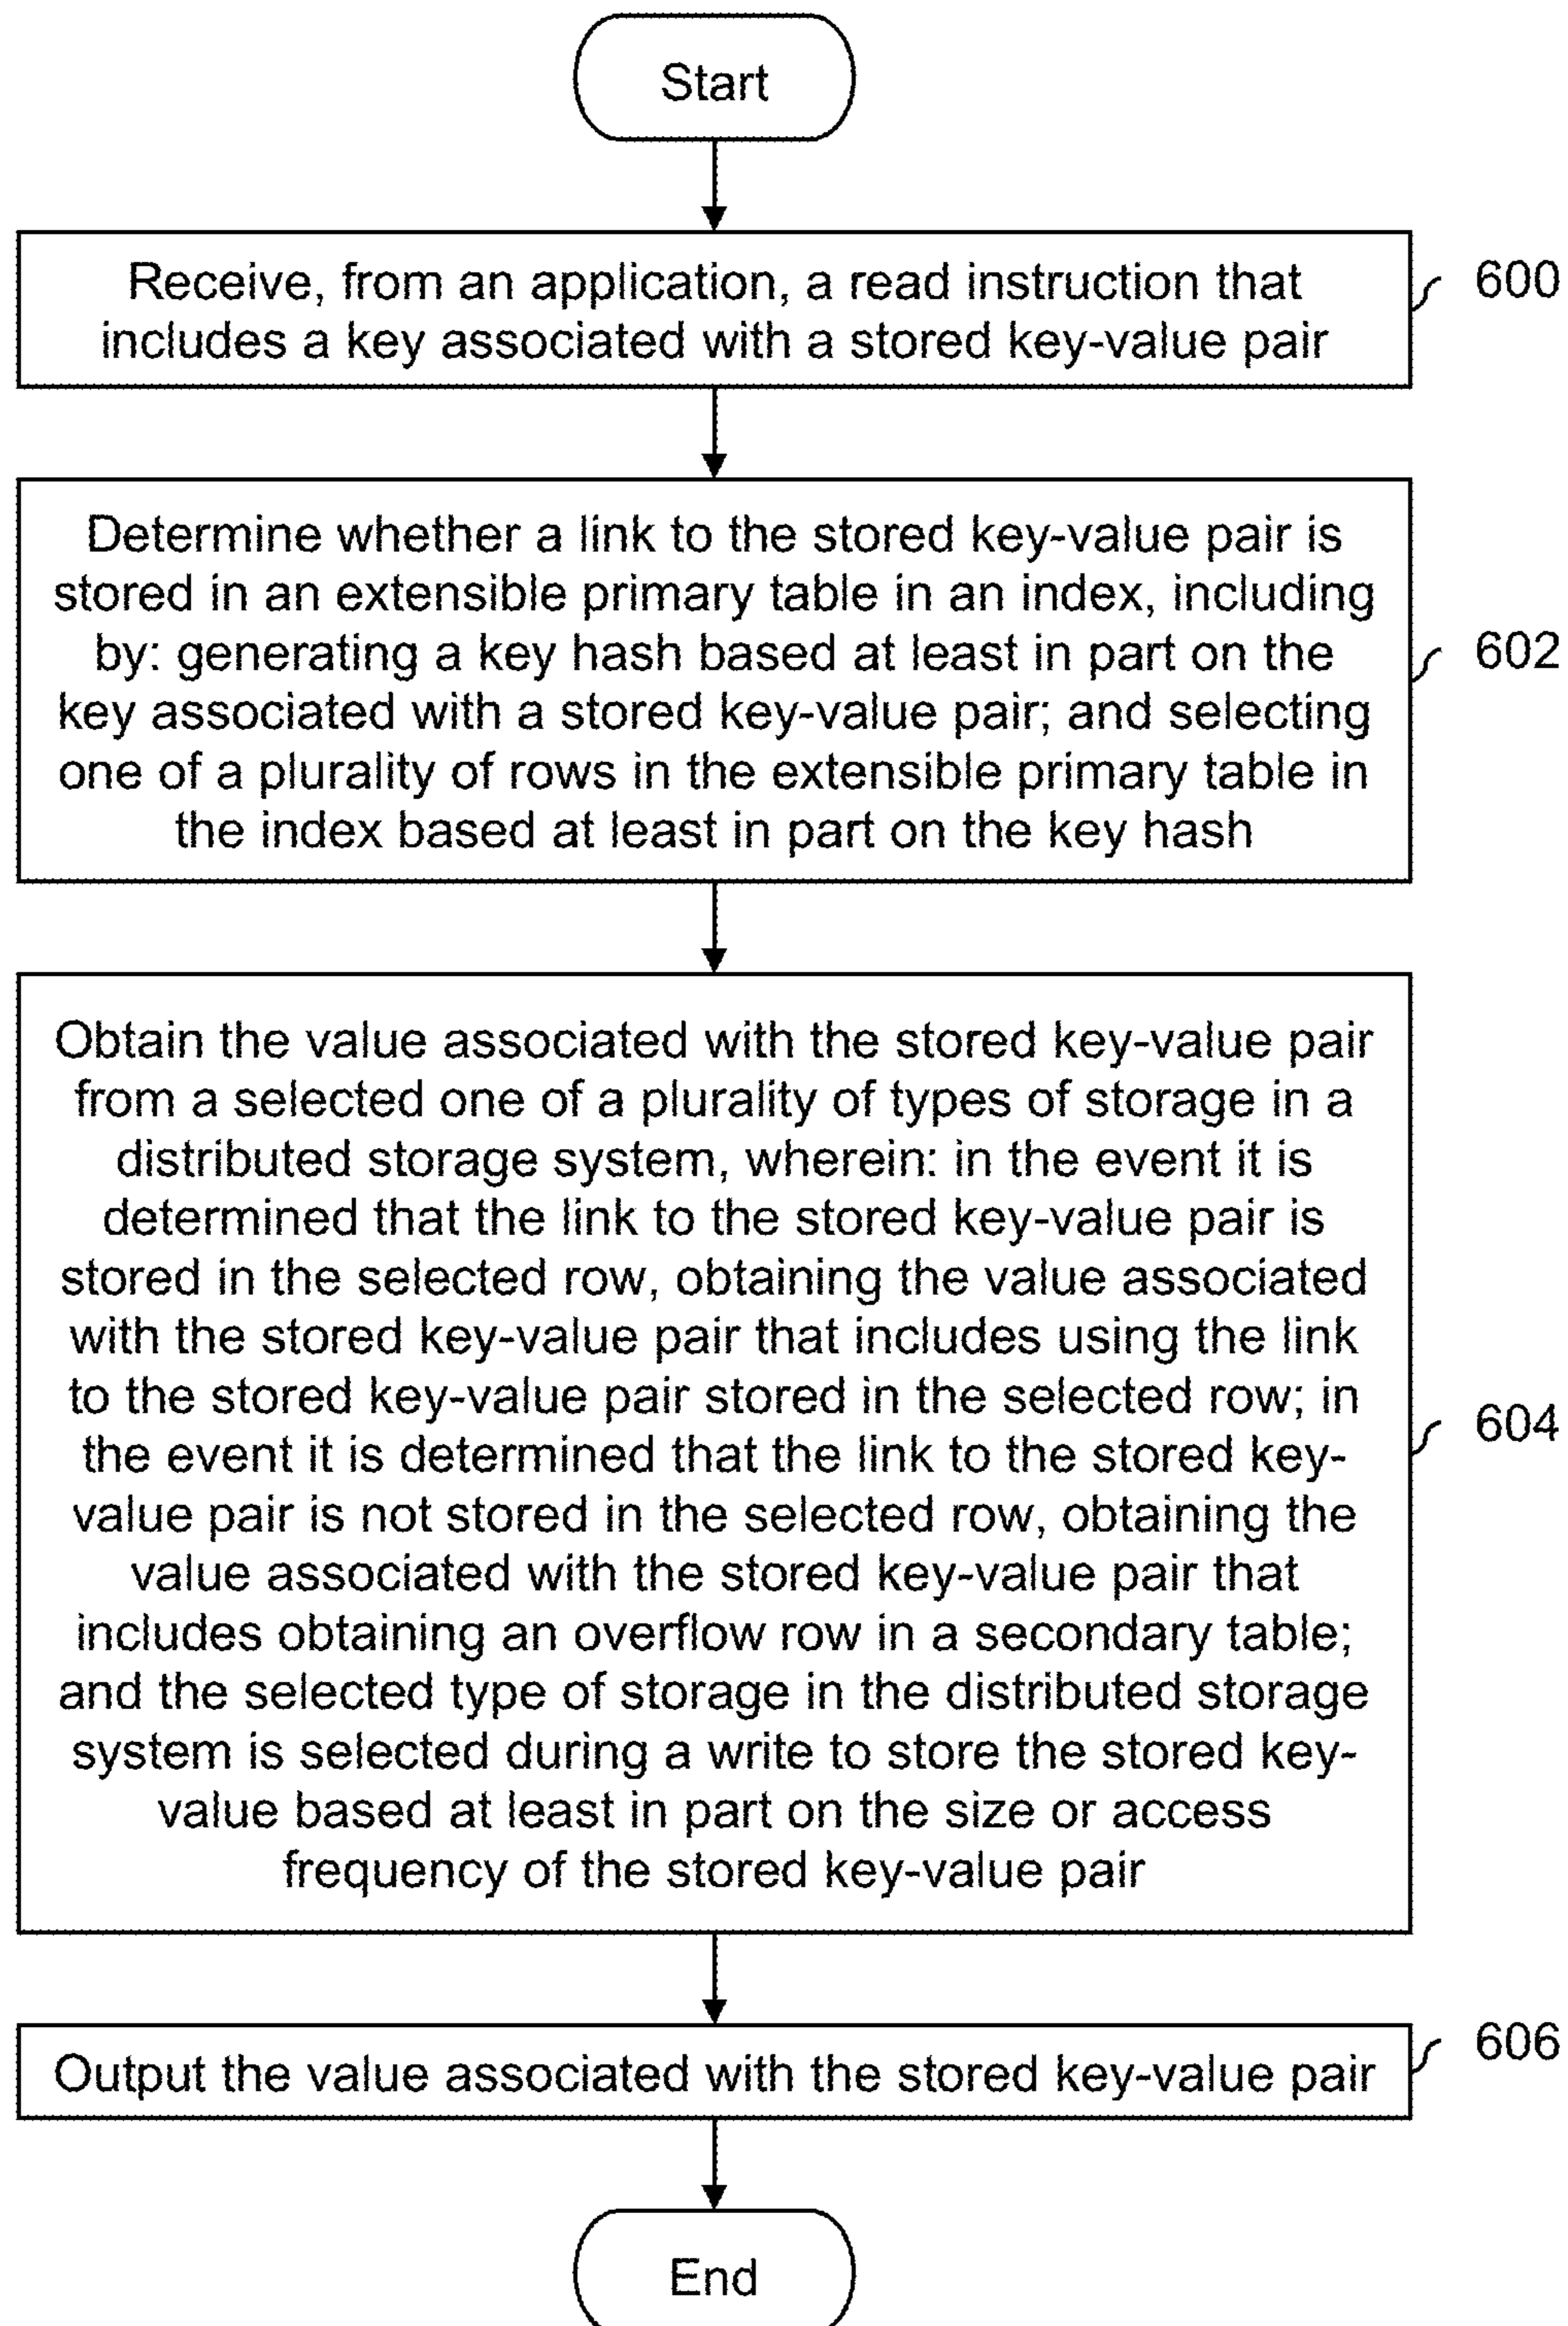 Start
Receive, from an application, a read instruction that
includes a key associated with a stored key-value pair
600
Determine whether a link to the stored key-value pair is
stored in an extensible primary table in an index, including
by: generating a key hash based at least in part on the
key associated with a stored key-value pair; and selecting
one of a plurality of rows in the extensible primary table in
the index based at least in part on the key hash
602
Obtain the value associated with the stored key-value pair
from a selected one of a plurality of types of storage in a
distributed storage system, wherein: in the event it is
determined that the link to the stored key-value pair is
stored in the selected row, obtaining the value associated
with the stored key-value pair that includes using the link
to the stored key-value pair stored in the selected row; in
the event it is determined that the link to the stored key-
value pair is not stored in the selected row, obtaining the
value associated with the stored key-value pair that
includes obtaining an overflow row in a secondary table;
and the selected type of storage in the distributed storage
system is selected during a write to store the stored key-
value based at least in part on the size or access
frequency of the stored key-value pair
604
Output the value associated with the stored key-value pair
606
End